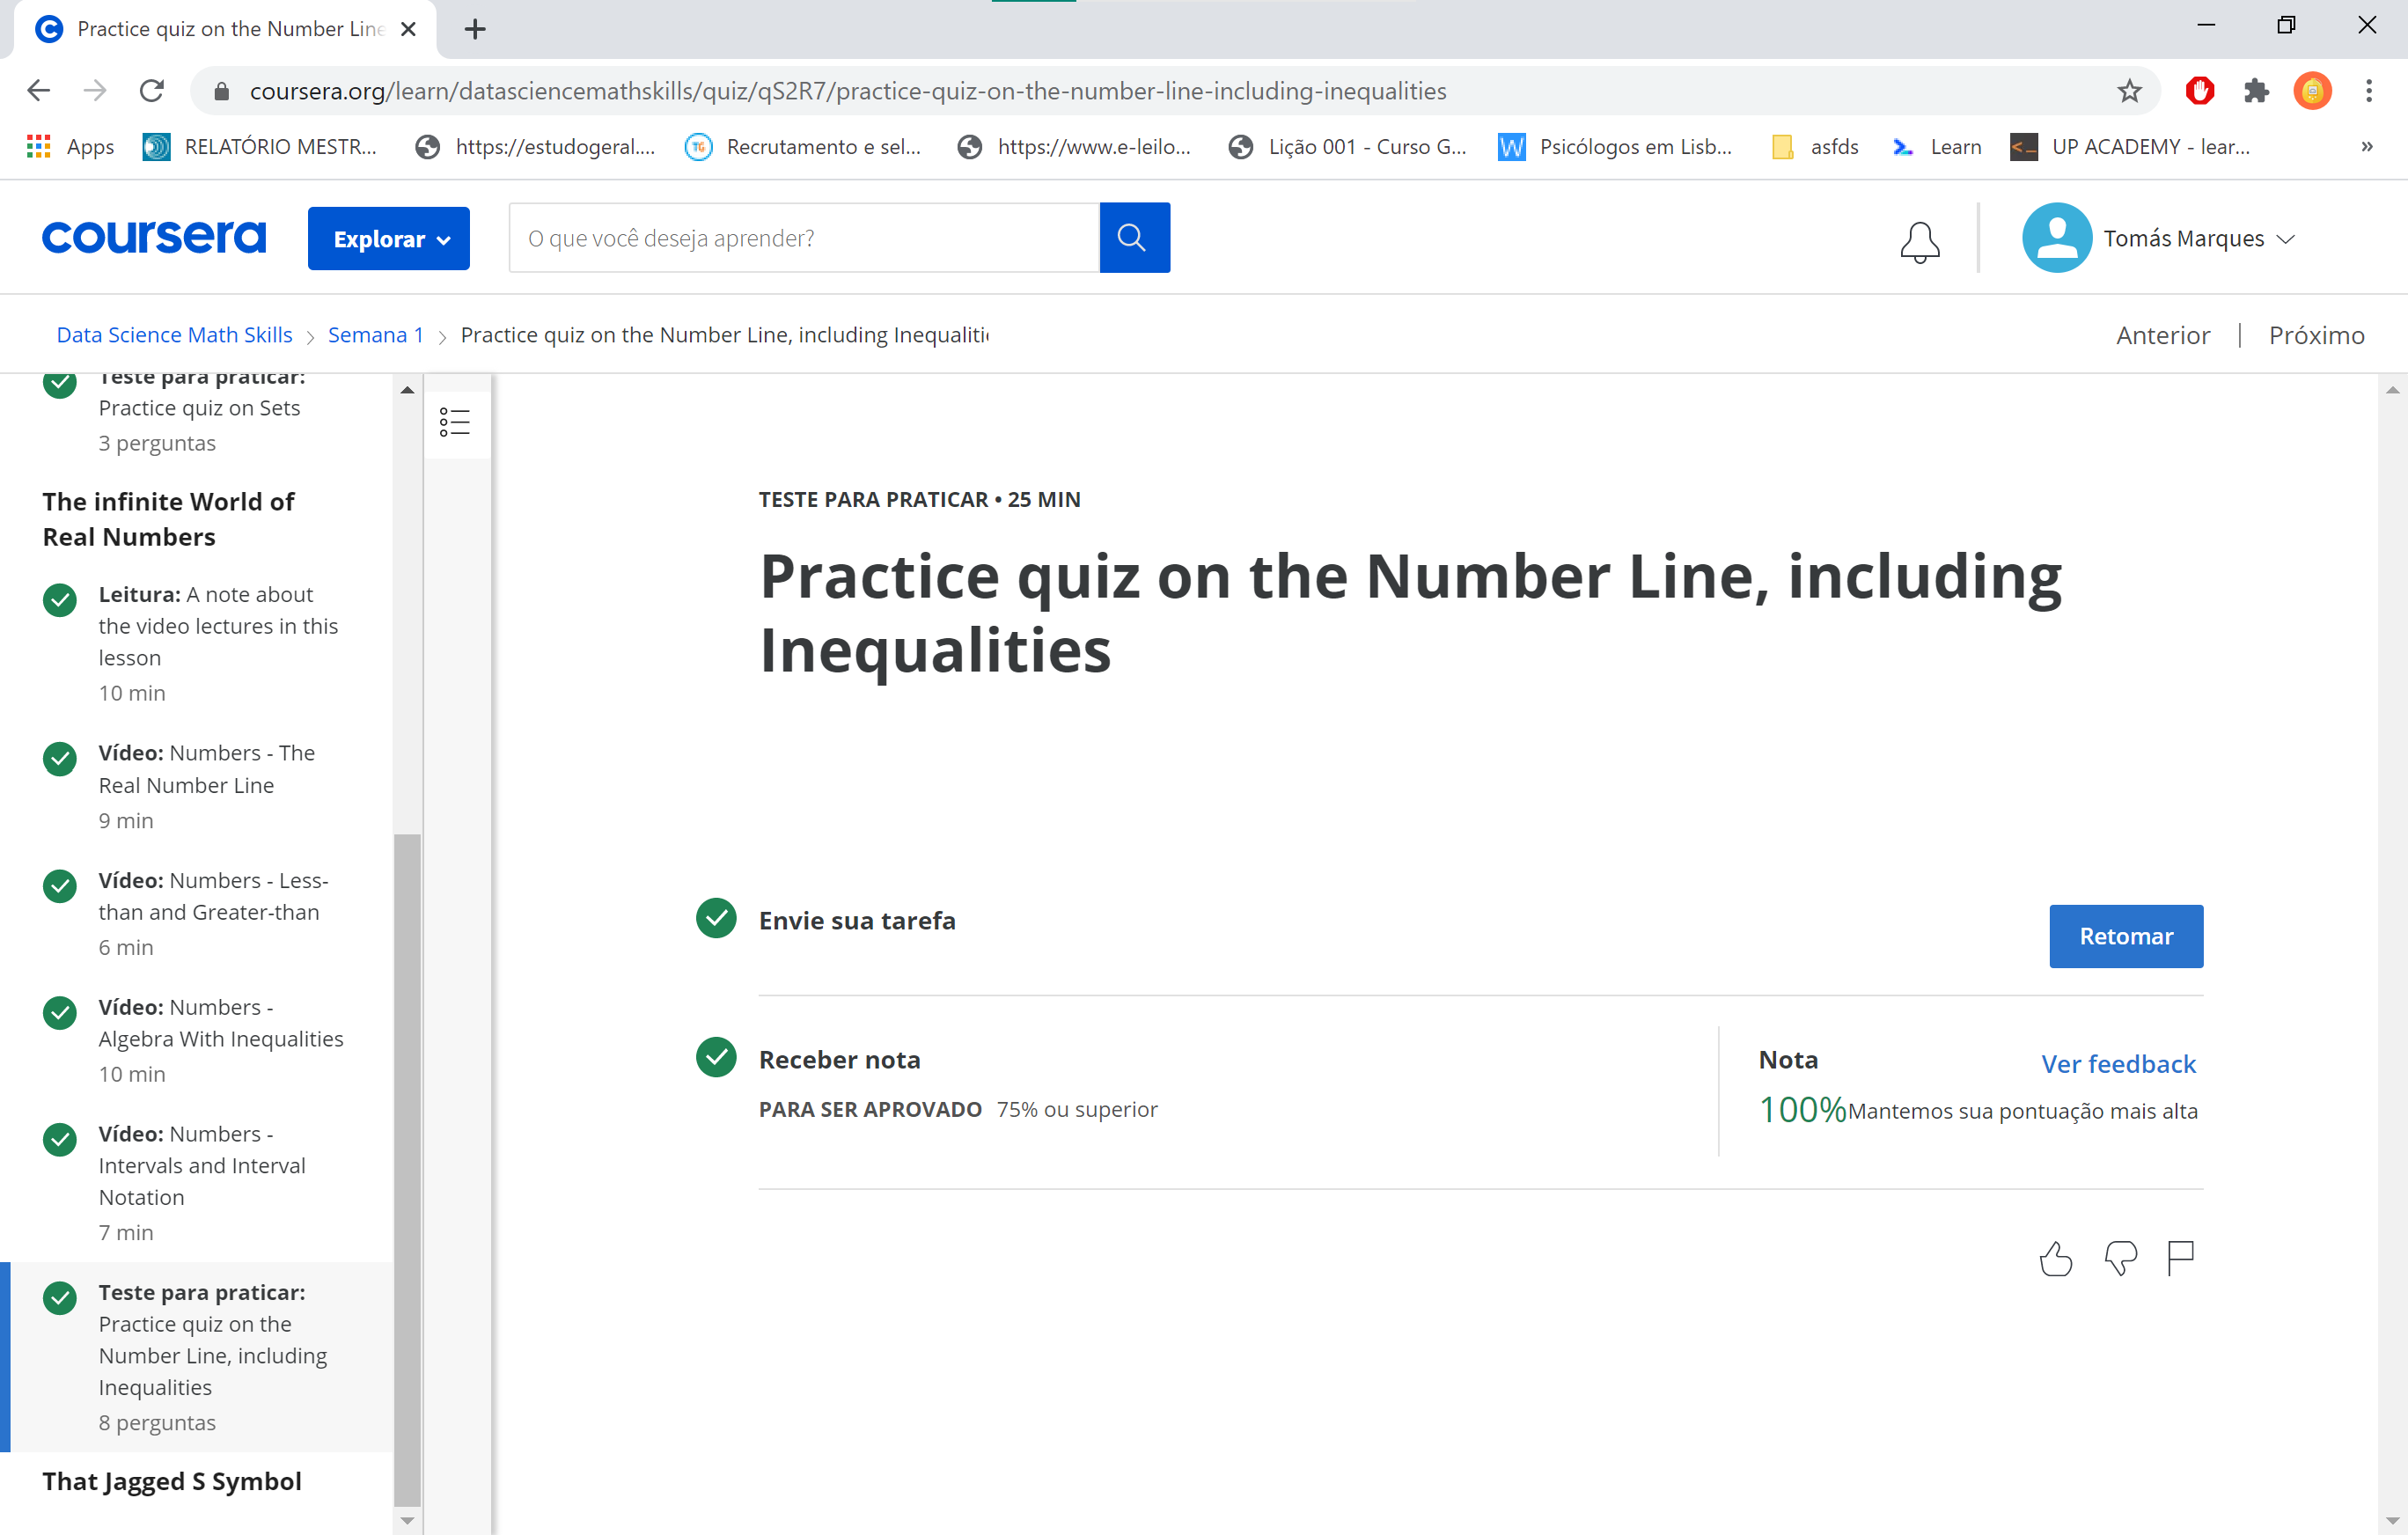 Practice quiz on the Number Line
coursera.org/learn/datasciencemathskills/quiz/qS2R7/practice-quiz-on-the-number-line-including-inequalities
Apps
RELATÓRIO MESTR...
https://estudogeral....
Recrutamento e sel...
https://www.e-leilo...
Lição 001 - Curso G...
Psicólogos em Lisb...
asfds
Learn
UP ACADEMY - lear...
»
coursera
Explorar
O que você deseja aprender?
Tomás Marques
Data Science Math Skills
Semana 1
Practice quiz on the Number Line, including Inequaliti
Anterior
Próximo
Teste para praticar:
Practice quiz on Sets
3 perguntas
The infinite World of
Real Numbers
Leitura: A note about
the video lectures in this
lesson
10 min
Vídeo: Numbers - The
Real Number Line
9 min
Vídeo: Numbers - Less-
than and Greater-than
6 min
Vídeo: Numbers -
Algebra With Inequalities
10 min
Vídeo: Numbers -
Intervals and Interval
Notation
7 min
Teste para praticar:
Practice quiz on the
Number Line, including
Inequalities
8 perguntas
That Jagged S Symbol
TESTE PARA PRATICAR • 25 MIN
Practice quiz on the Number Line, including
Inequalities
Envie sua tarefa
Retomar
Receber nota
PARA SER APROVADO 75% ou superior
Nota
Ver feedback
100% Mantemos sua pontuação mais alta